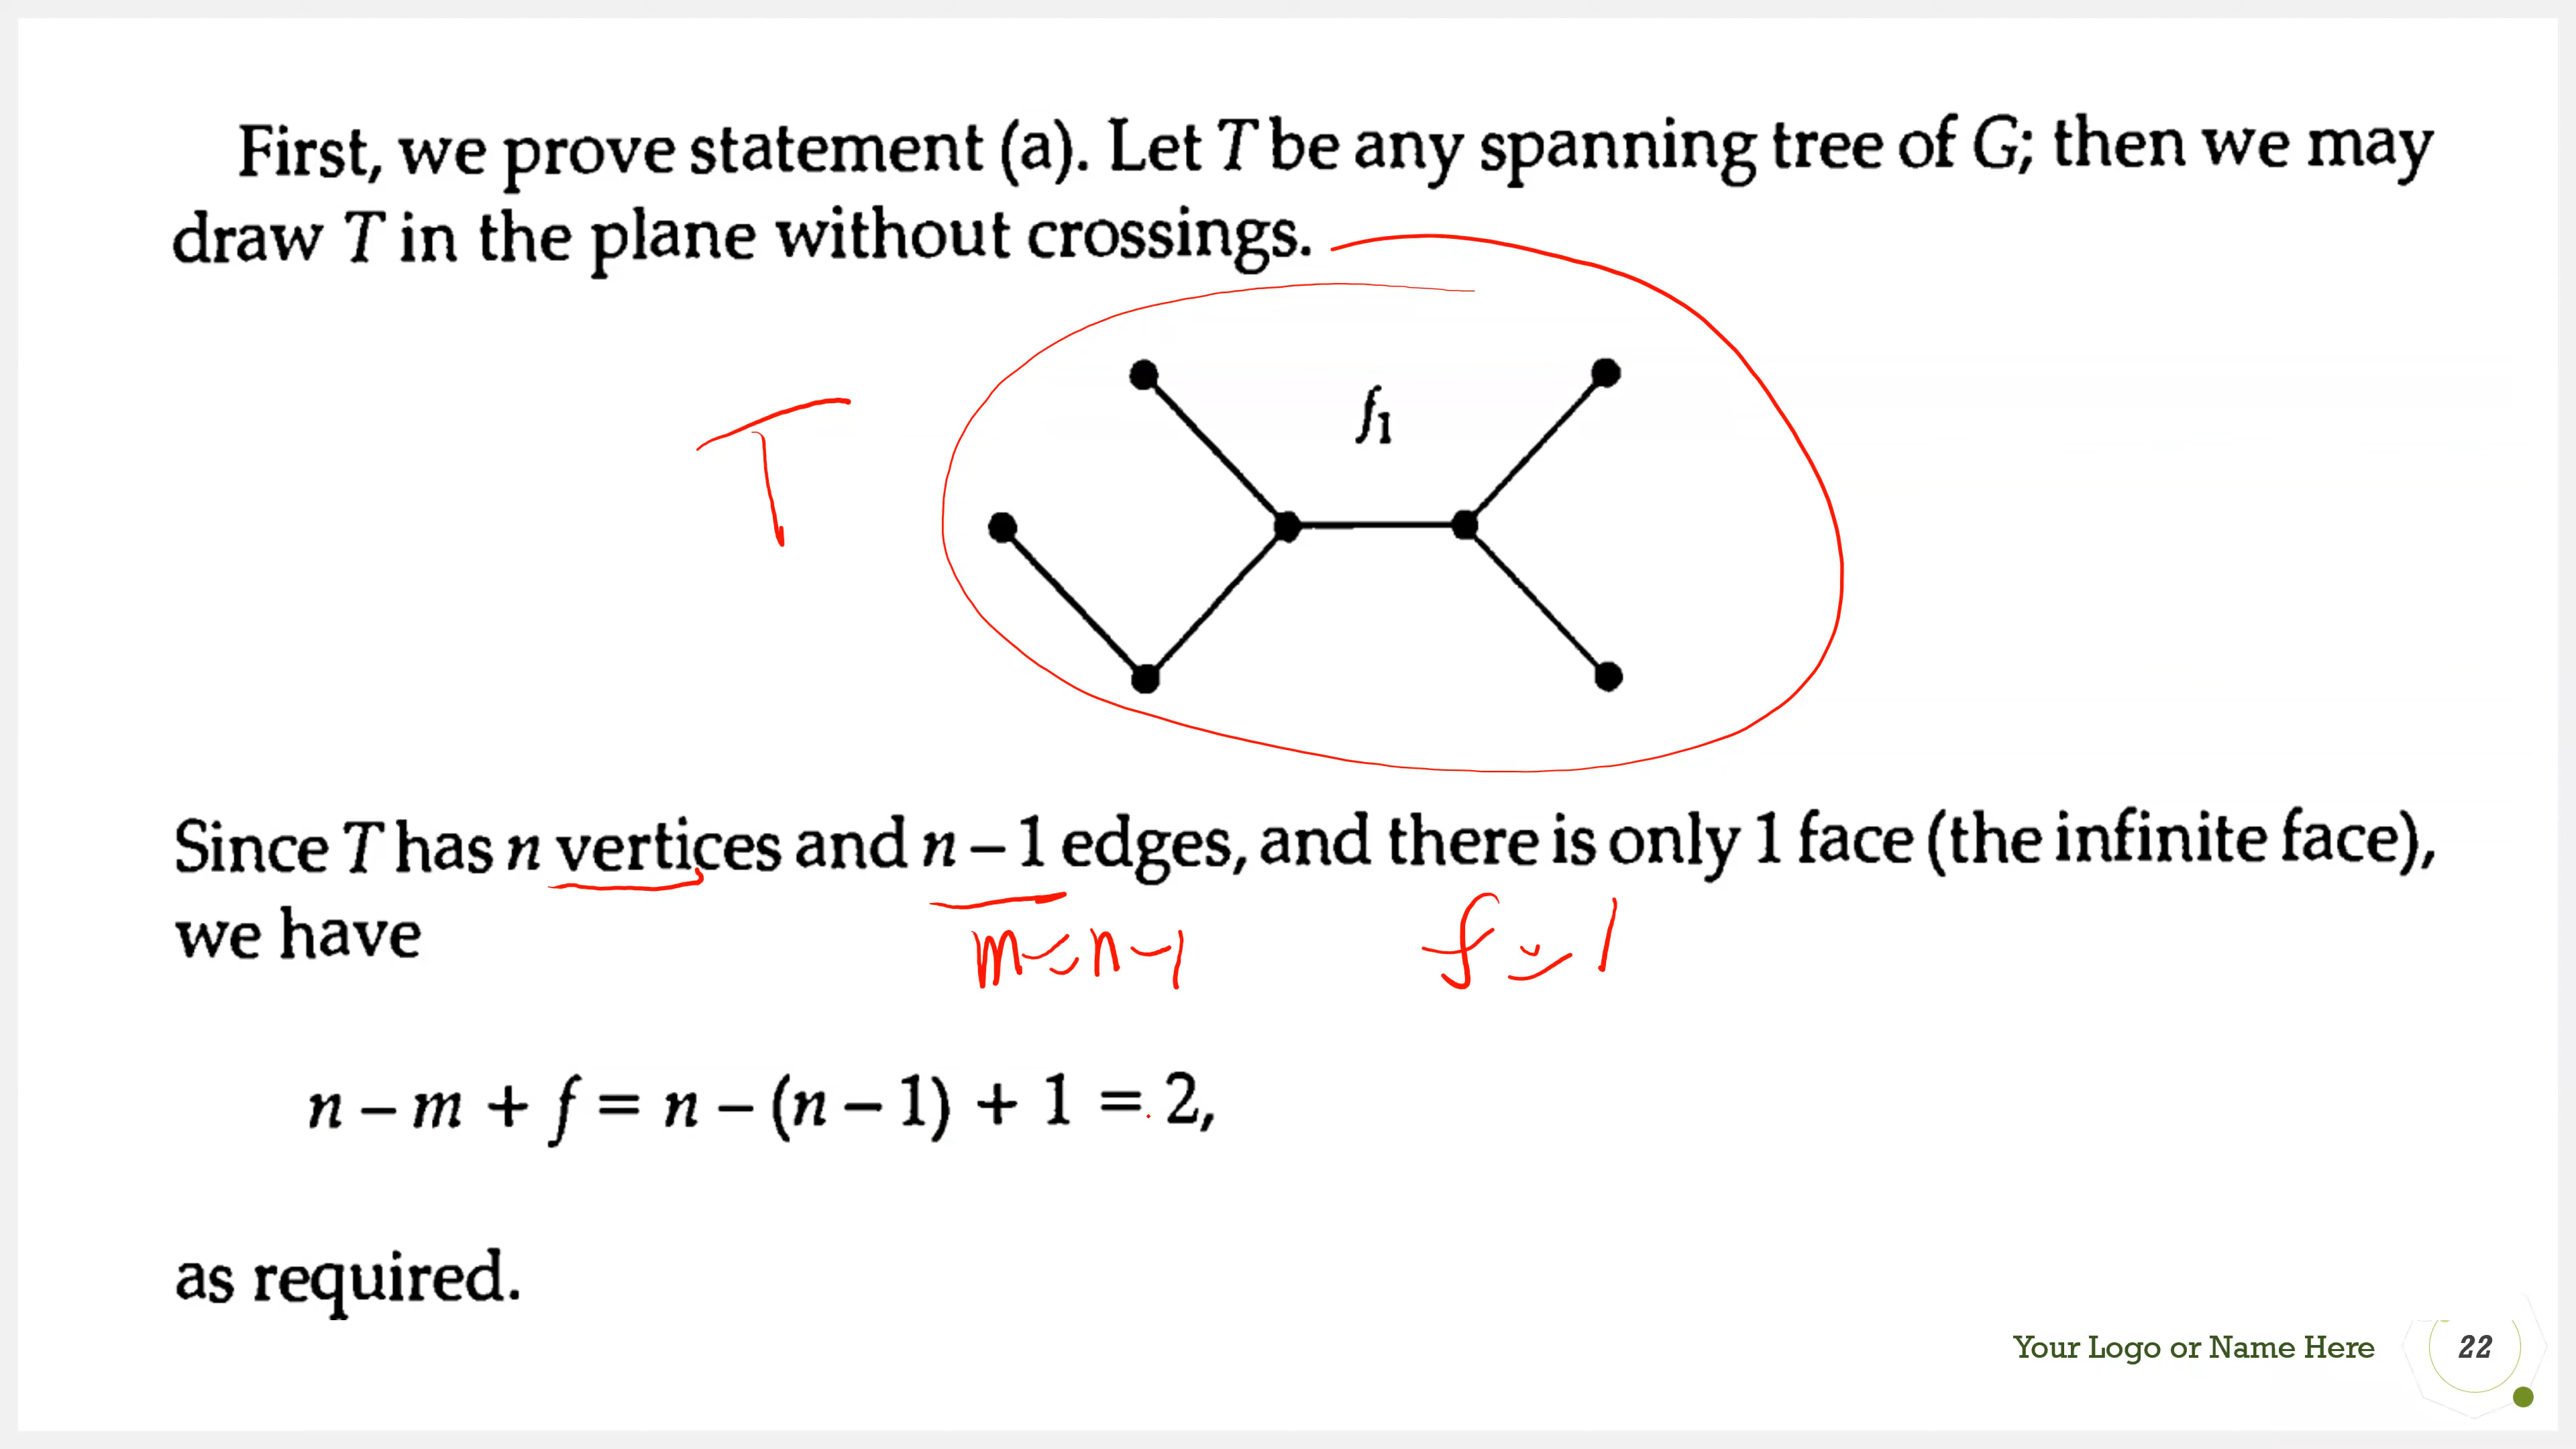 First, we prove statement (a). Let T be any spanning tree of G; then we may
draw T in the plane without crossings.
T
f1
Since T has n vertices and n – 1 edges, and there is only 1 face (the infinite face),
we have
m = n - 1
f = 1
n – m + f = n – (n – 1) + 1 = 2,
as required.
Your Logo or Name Here
22